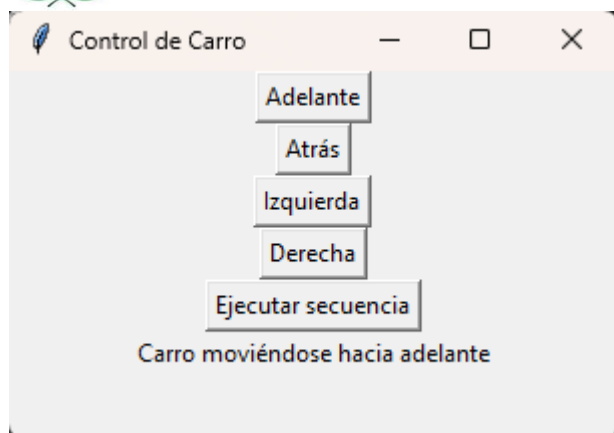 Control de Carro
Adelante
Atrás
Izquierda
Derecha
Ejecutar secuencia
Carro moviéndose hacia adelante